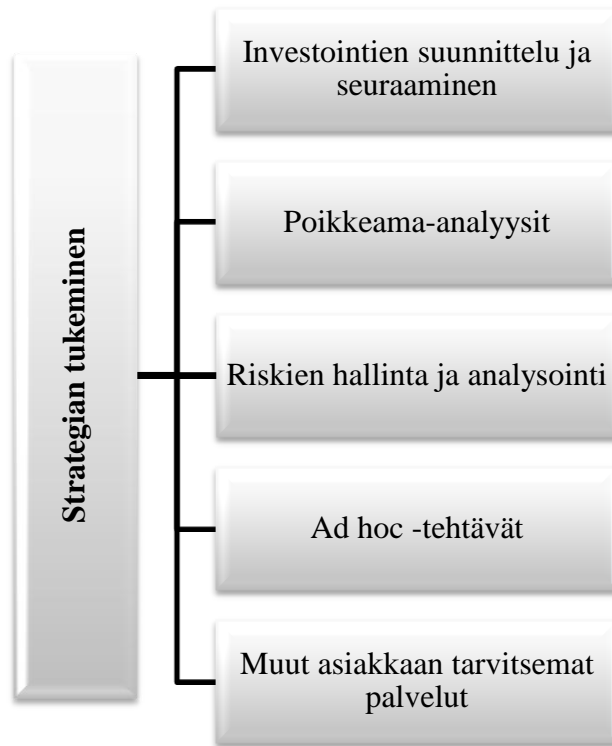 Strategian tukeminen
Investointien suunnittelu ja
seuraaminen
Poikkeama-analyysit
Riskien hallinta ja analysointi
Ad hoc -tehtävät
Muut asiakkaan tarvitsemat
palvelut